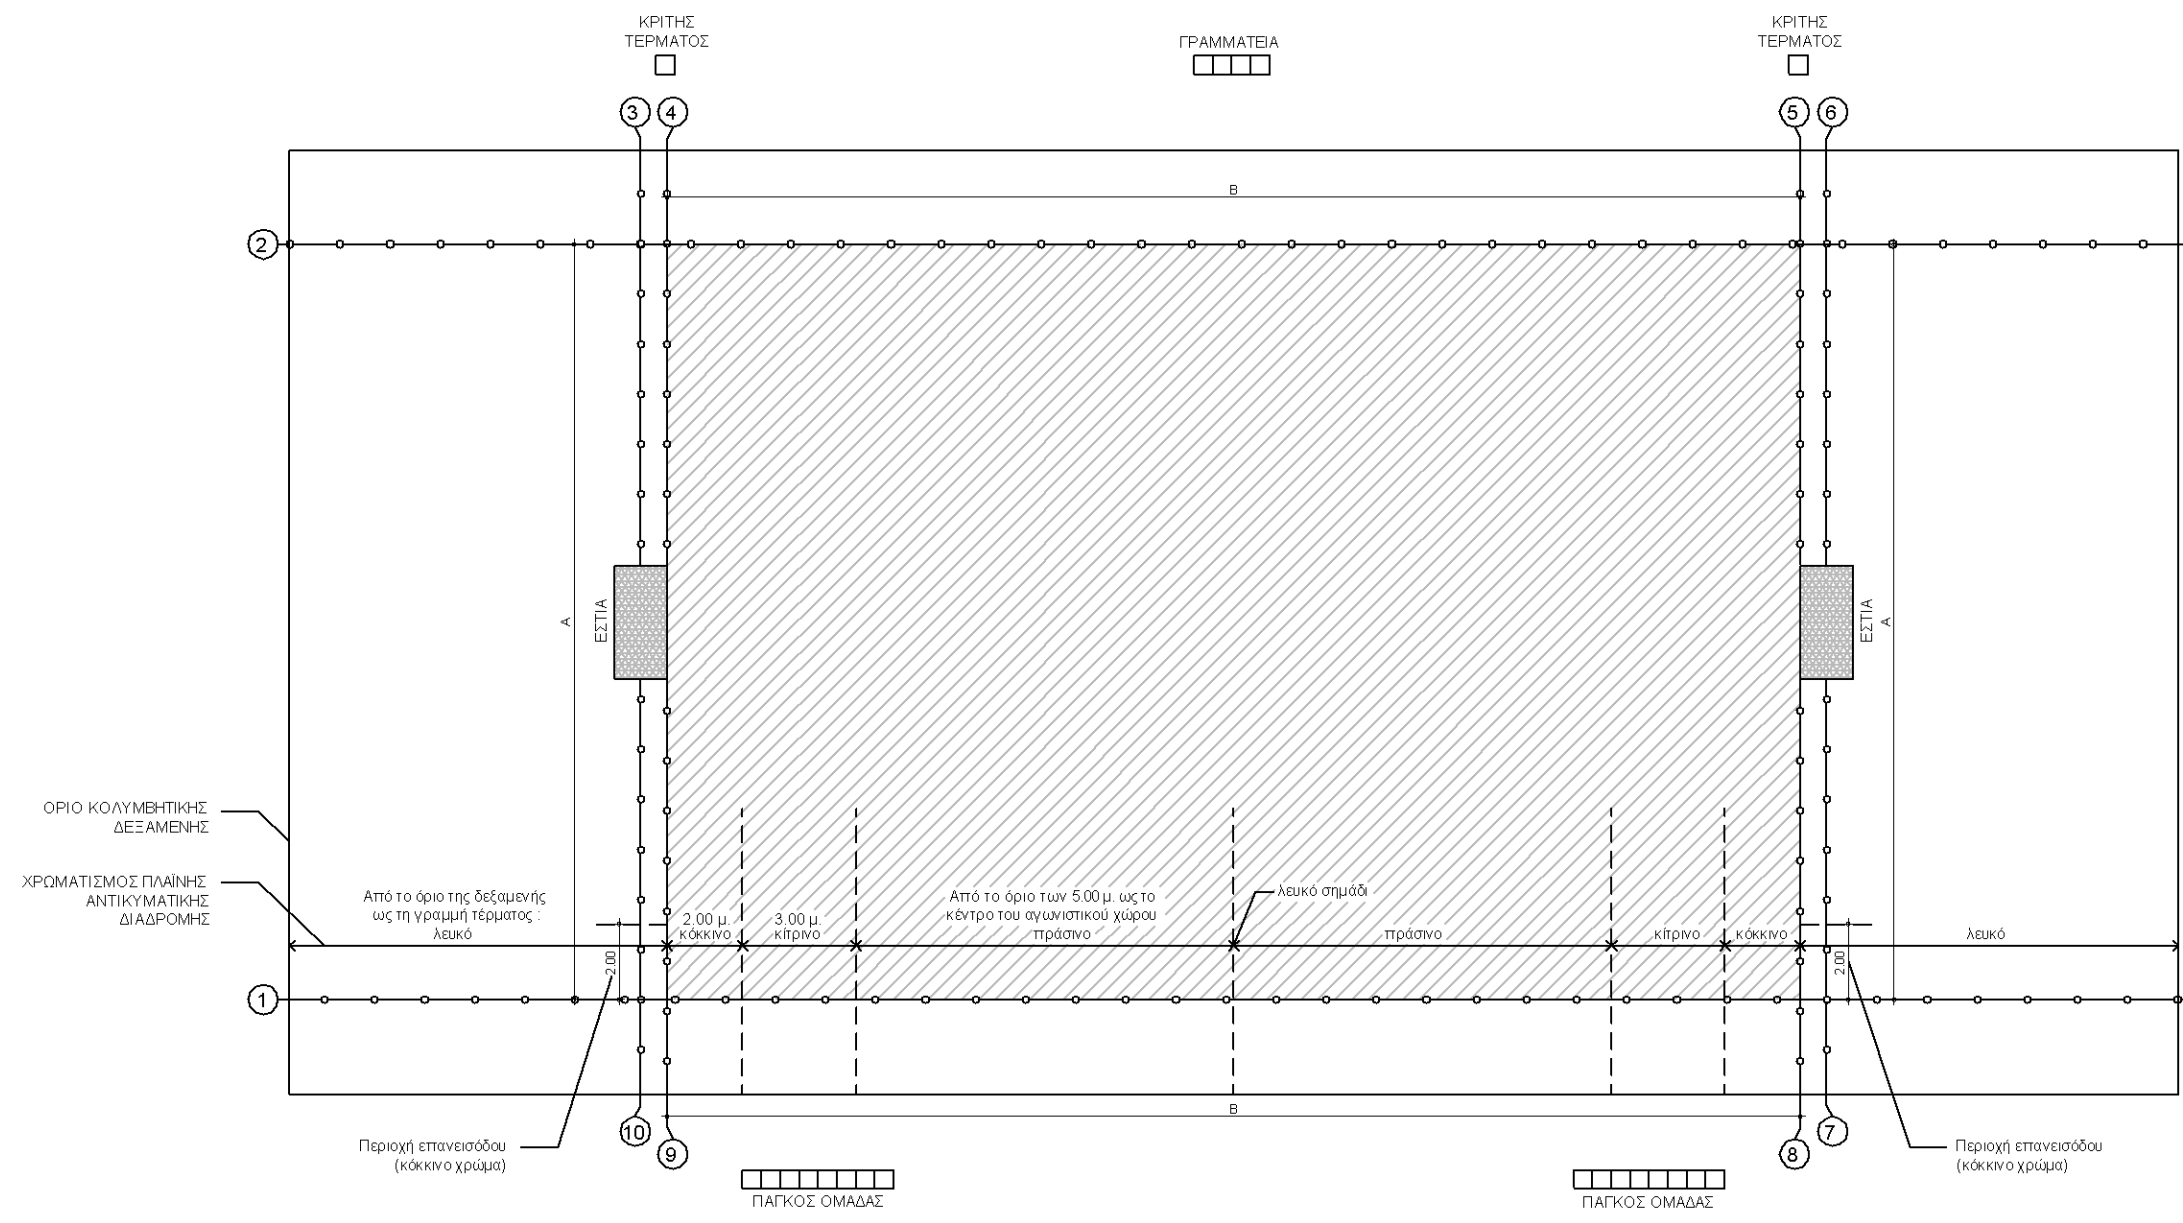 ΚΡΙΤΗΣ
ΤΕΡΜΑΤΟΣ
ΓΡΑΜΜΑΤΕΙΑ
ΚΡΙΤΗΣ
ΤΕΡΜΑΤΟΣ
3
4
5
6
B
2
A
ΕΣΤΙΑ
ΕΣΤΙΑ
A
ΟΡΙΟ ΚΟΛΥΜΒΗΤΙΚΗΣ
ΔΕΞΑΜΕΝΗΣ
ΧΡΩΜΑΤΙΣΜΟΣ ΠΛΑΪΝΗΣ
ΑΝΤΙΚΥΜΑΤΙΚΗΣ
ΔΙΑΔΡΟΜΗΣ
Από το όριο της δεξαμενής
ως τη γραμμή τέρματος :
λευκό
2.00 μ.
κόκκινο
3.00 μ.
κίτρινο
Από το όριο των 5.00 μ. ως το
κέντρο του αγωνιστικού χώρου
πράσινο
λευκό σημάδι
πράσινο
κίτρινο
κόκκινο
λευκό
2.00
2.00
1
B
10
9
8
7
Περιοχή επανεισόδου
(κόκκινο χρώμα)
Περιοχή επανεισόδου
(κόκκινο χρώμα)
ΠΑΓΚΟΣ ΟΜΑΔΑΣ
ΠΑΓΚΟΣ ΟΜΑΔΑΣ